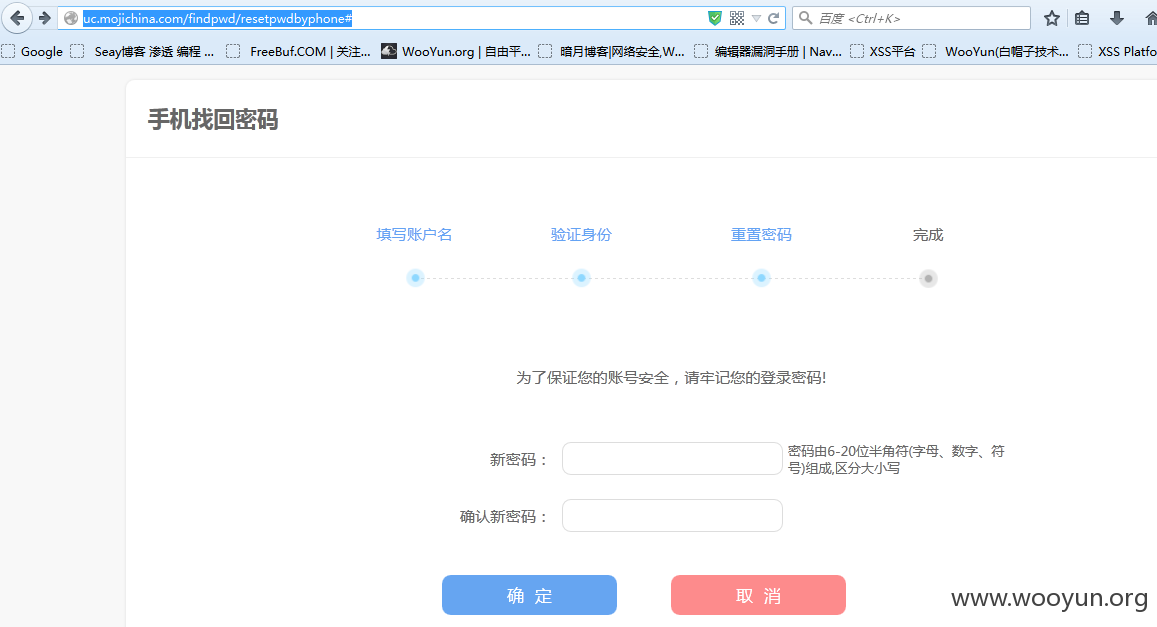 uc.mojichina.com/findpwd/resetpwdbyphone#
百度 <Ctrl+K>
Google Seay博客 渗透 编程 ... FreeBuf.COM | 关注... WooYun.org | 自由平... 暗月博客|网络安全,W... 编辑器漏洞手册 | Nav... XSS平台 WooYun(白帽子技术... XSS Platfo
手机找回密码
填写账户名 验证身份 重置密码 完成
为了保证您的账号安全，请牢记您的登录密码!
新密码： 密码由6-20位半角符(字母、数字、符
号)组成,区分大小写
确认新密码：
确 定 取 消
www.wooyun.org